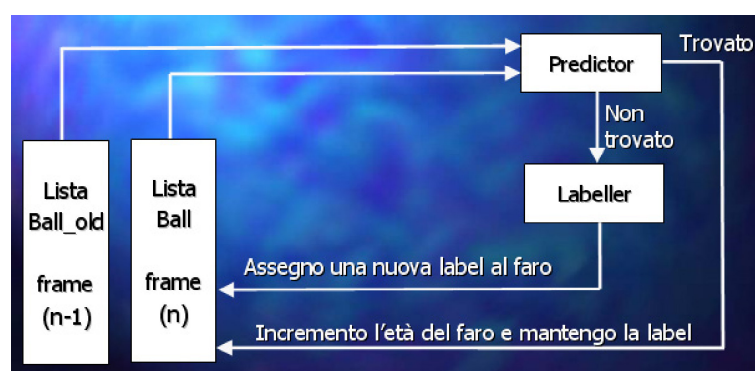 Trovato
Predictor
Non
trovato
Lista
Ball_old
frame
(n-1)
Lista
Ball
frame
(n)
Labeller
Assegno una nuova label al faro
Incremento l'età del faro e mantengo la label